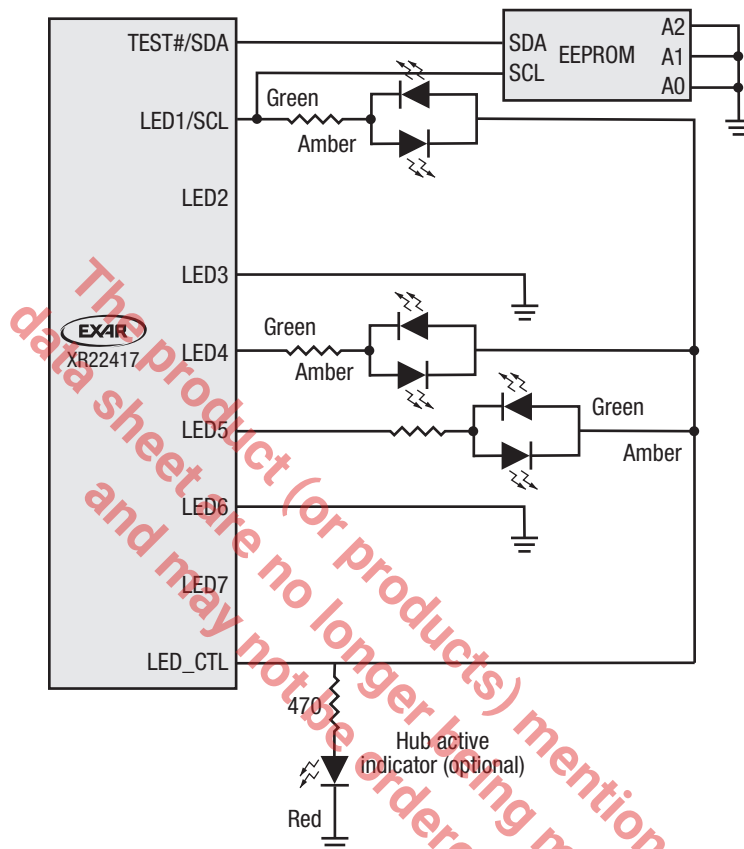 TEST#/SDA
SDA
SCL
EEPROM
A2
A1
A0
Green
LED1/SCL
Amber
LED2
LED3
EXAR
XR22417
Green
LED4
Amber
LED5
Green
Amber
LED6
LED7
LED_CTL
470
Hub active
indicator (optional)
Red
The product (or products) mention
data sheet are no longer being m
and may not be ordere